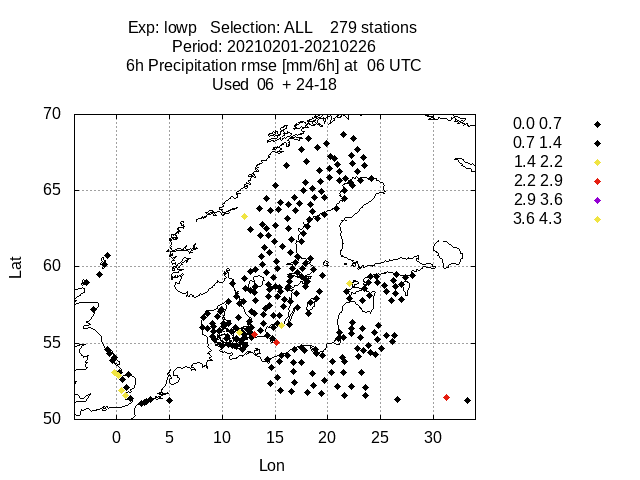 Exp: lowp   Selection: ALL    279 stations
Period: 20210201-20210226
6h Precipitation rmse [mm/6h] at  06 UTC
Used  06  + 24-18
70
65
60
55
50
Lat
0 5 10 15 20 25 30
Lon
0.0 0.7
0.7 1.4
1.4 2.2
2.2 2.9
2.9 3.6
3.6 4.3